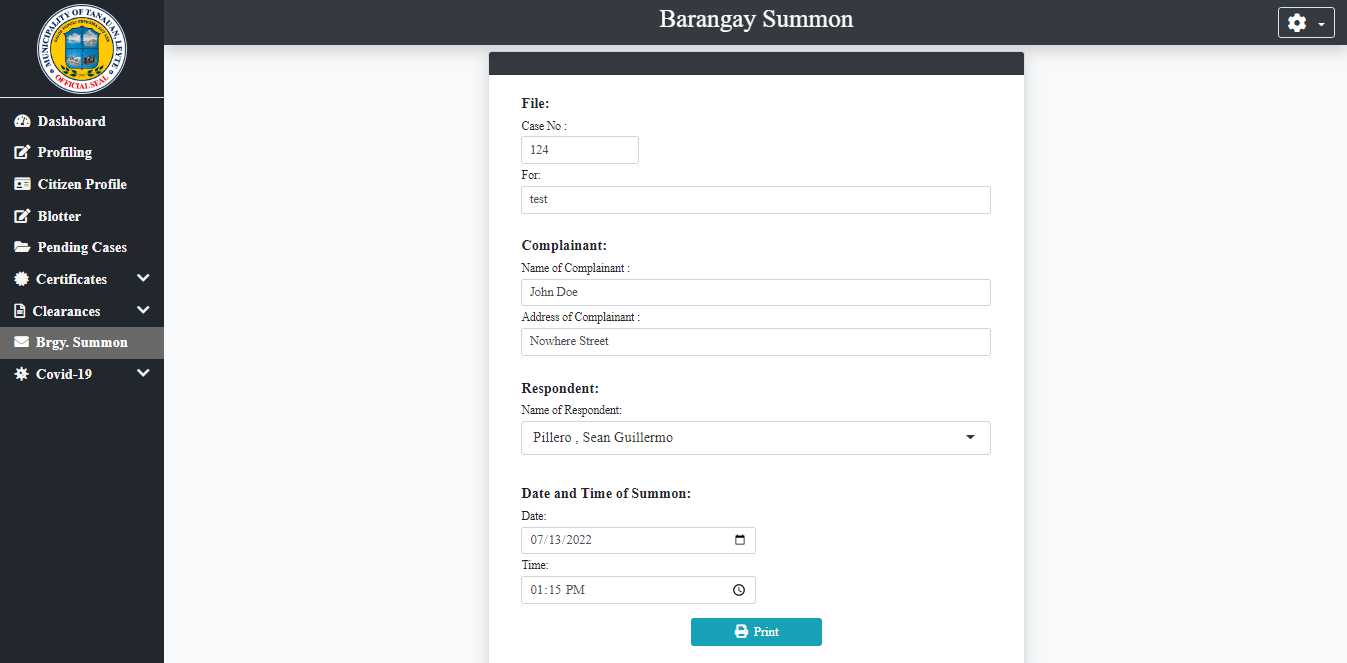 MUNICIPALITY OF TANAUAN, LEYTE
OFFICIAL SEAL
Barangay Summon
Dashboard
Profiling
Citizen Profile
Blotter
Pending Cases
Certificates
Clearances
Brgy. Summon
Covid-19
File:
Case No :
124
For:
test
Complainant:
Name of Complainant :
John Doe
Address of Complainant :
Nowhere Street
Respondent:
Name of Respondent:
Pillero , Sean Guillermo
Date and Time of Summon:
Date:
07/13/2022
Time:
01:15 PM
Print